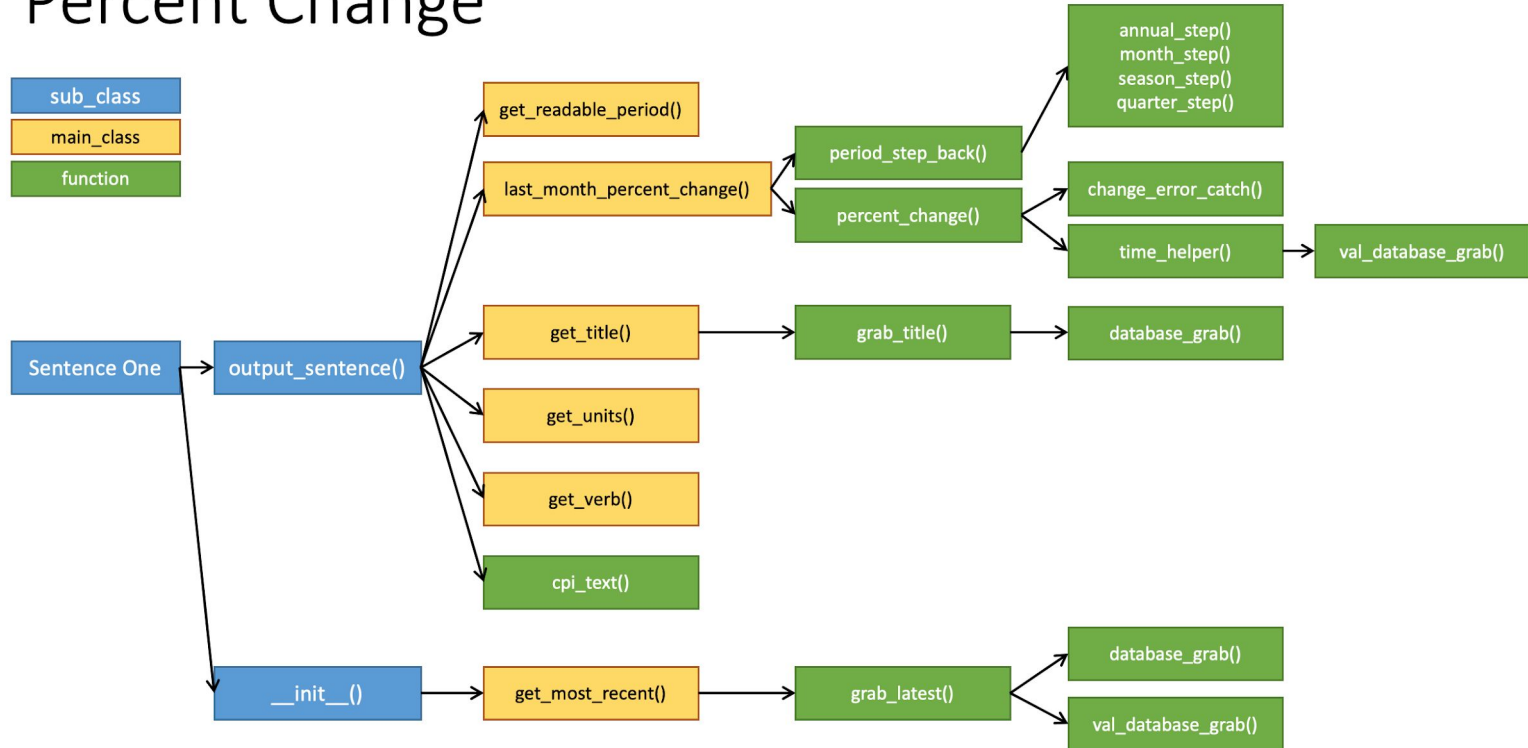 Percent Change
sub_class
main_class
function
Sentence One
output_sentence()
__init__()
get_readable_period()
last_month_percent_change()
get_title()
get_units()
get_verb()
cpi_text()
get_most_recent()
period_step_back()
percent_change()
grab_title()
grab_latest()
annual_step()
month_step()
season_step()
quarter_step()
change_error_catch()
time_helper()
database_grab()
database_grab()
val_database_grab()
val_database_grab()